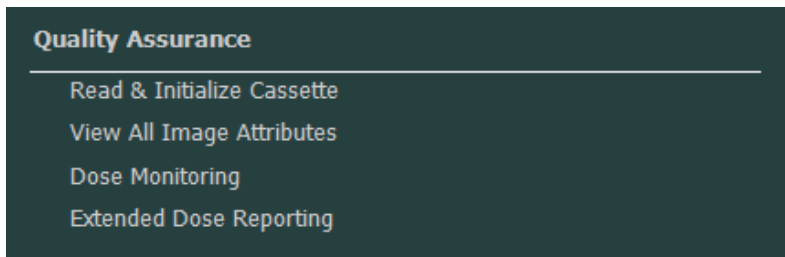 Quality Assurance
Read & Initialize Cassette
View All Image Attributes
Dose Monitoring
Extended Dose Reporting